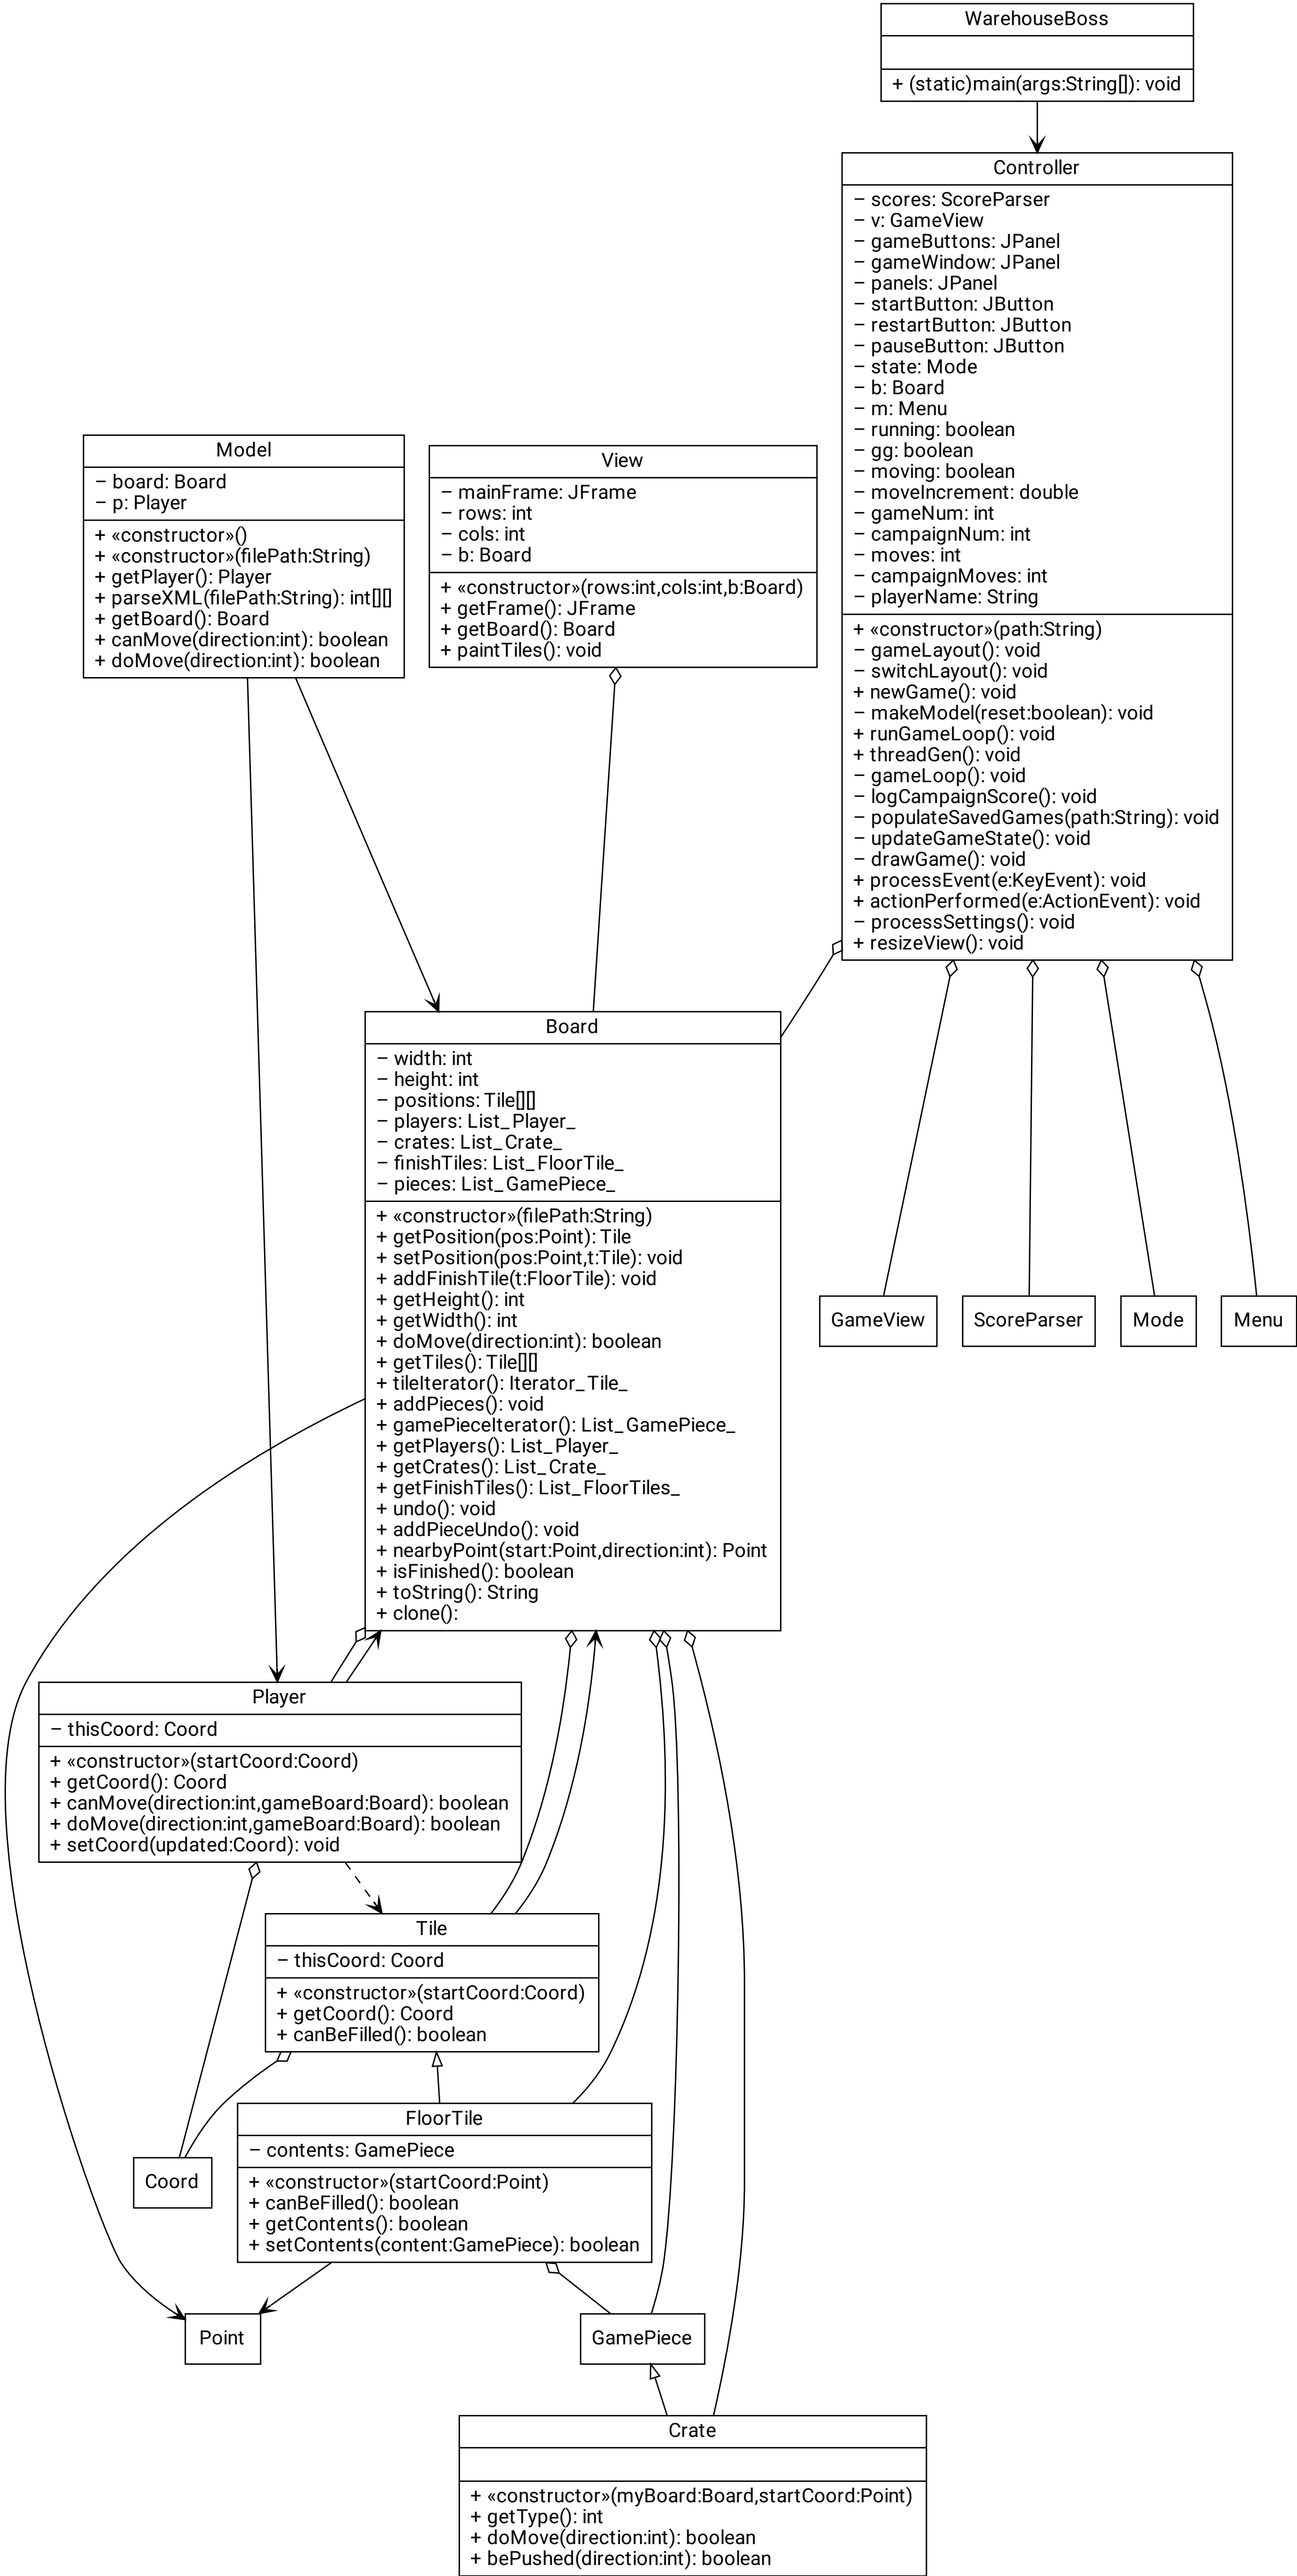 WarehouseBoss
+ (static)main(args:String[]): void
Controller
− scores: ScoreParser
− v: GameView
− gameButtons: JPanel
− gameWindow: JPanel
− panels: JPanel
− startButton: JButton
− restartButton: JButton
− pauseButton: JButton
− state: Mode
− b: Board
− m: Menu
− running: boolean
− gg: boolean
− moving: boolean
− moveIncrement: double
− gameNum: int
− campaignNum: int
− moves: int
− campaignMoves: int
− playerName: String
+ «constructor»(path:String)
− gameLayout(): void
− switchLayout(): void
+ newGame(): void
− makeModel(reset:boolean): void
+ runGameLoop(): void
+ threadGen(): void
− gameLoop(): void
− logCampaignScore(): void
− populateSavedGames(path:String): void
− updateGameState(): void
− drawGame(): void
+ processEvent(e:KeyEvent): void
+ actionPerformed(e:ActionEvent): void
− processSettings(): void
+ resizeView(): void
Model
− board: Board
− p: Player
+ «constructor»()
+ «constructor»(filePath:String)
+ getPlayer(): Player
+ parseXML(filePath:String): int[][]
+ getBoard(): Board
+ canMove(direction:int): boolean
+ doMove(direction:int): boolean
View
− mainFrame: JFrame
− rows: int
− cols: int
− b: Board
+ «constructor»(rows:int,cols:int,b:Board)
+ getFrame(): JFrame
+ getBoard(): Board
+ paintTiles(): void
Board
− width: int
− height: int
− positions: Tile[][]
− players: List_Player_
− crates: List_Crate_
− finishTiles: List_FloorTile_
− pieces: List_GamePiece_
+ «constructor»(filePath:String)
+ getPosition(pos:Point): Tile
+ setPosition(pos:Point,t:Tile): void
+ addFinishTile(t:FloorTile): void
+ getHeight(): int
+ getWidth(): int
+ doMove(direction:int): boolean
+ getTiles(): Tile[][]
+ tileIterator(): Iterator_Tile_
+ addPieces(): void
+ gamePieceIterator(): List_GamePiece_
+ getPlayers(): List_Player_
+ getCrates(): List_Crate_
+ getFinishTiles(): List_FloorTiles_
+ undo(): void
+ addPieceUndo(): void
+ nearbyPoint(start:Point,direction:int): Point
+ isFinished(): boolean
+ toString(): String
+ clone():
GameView
ScoreParser
Mode
Menu
Player
− thisCoord: Coord
+ «constructor»(startCoord:Coord)
+ getCoord(): Coord
+ canMove(direction:int,gameBoard:Board): boolean
+ doMove(direction:int,gameBoard:Board): boolean
+ setCoord(updated:Coord): void
Tile
− thisCoord: Coord
+ «constructor»(startCoord:Coord)
+ getCoord(): Coord
+ canBeFilled(): boolean
Coord
FloorTile
− contents: GamePiece
+ «constructor»(startCoord:Point)
+ canBeFilled(): boolean
+ getContents(): boolean
+ setContents(content:GamePiece): boolean
Point
GamePiece
Crate
+ «constructor»(myBoard:Board,startCoord:Point)
+ getType(): int
+ doMove(direction:int): boolean
+ bePushed(direction:int): boolean